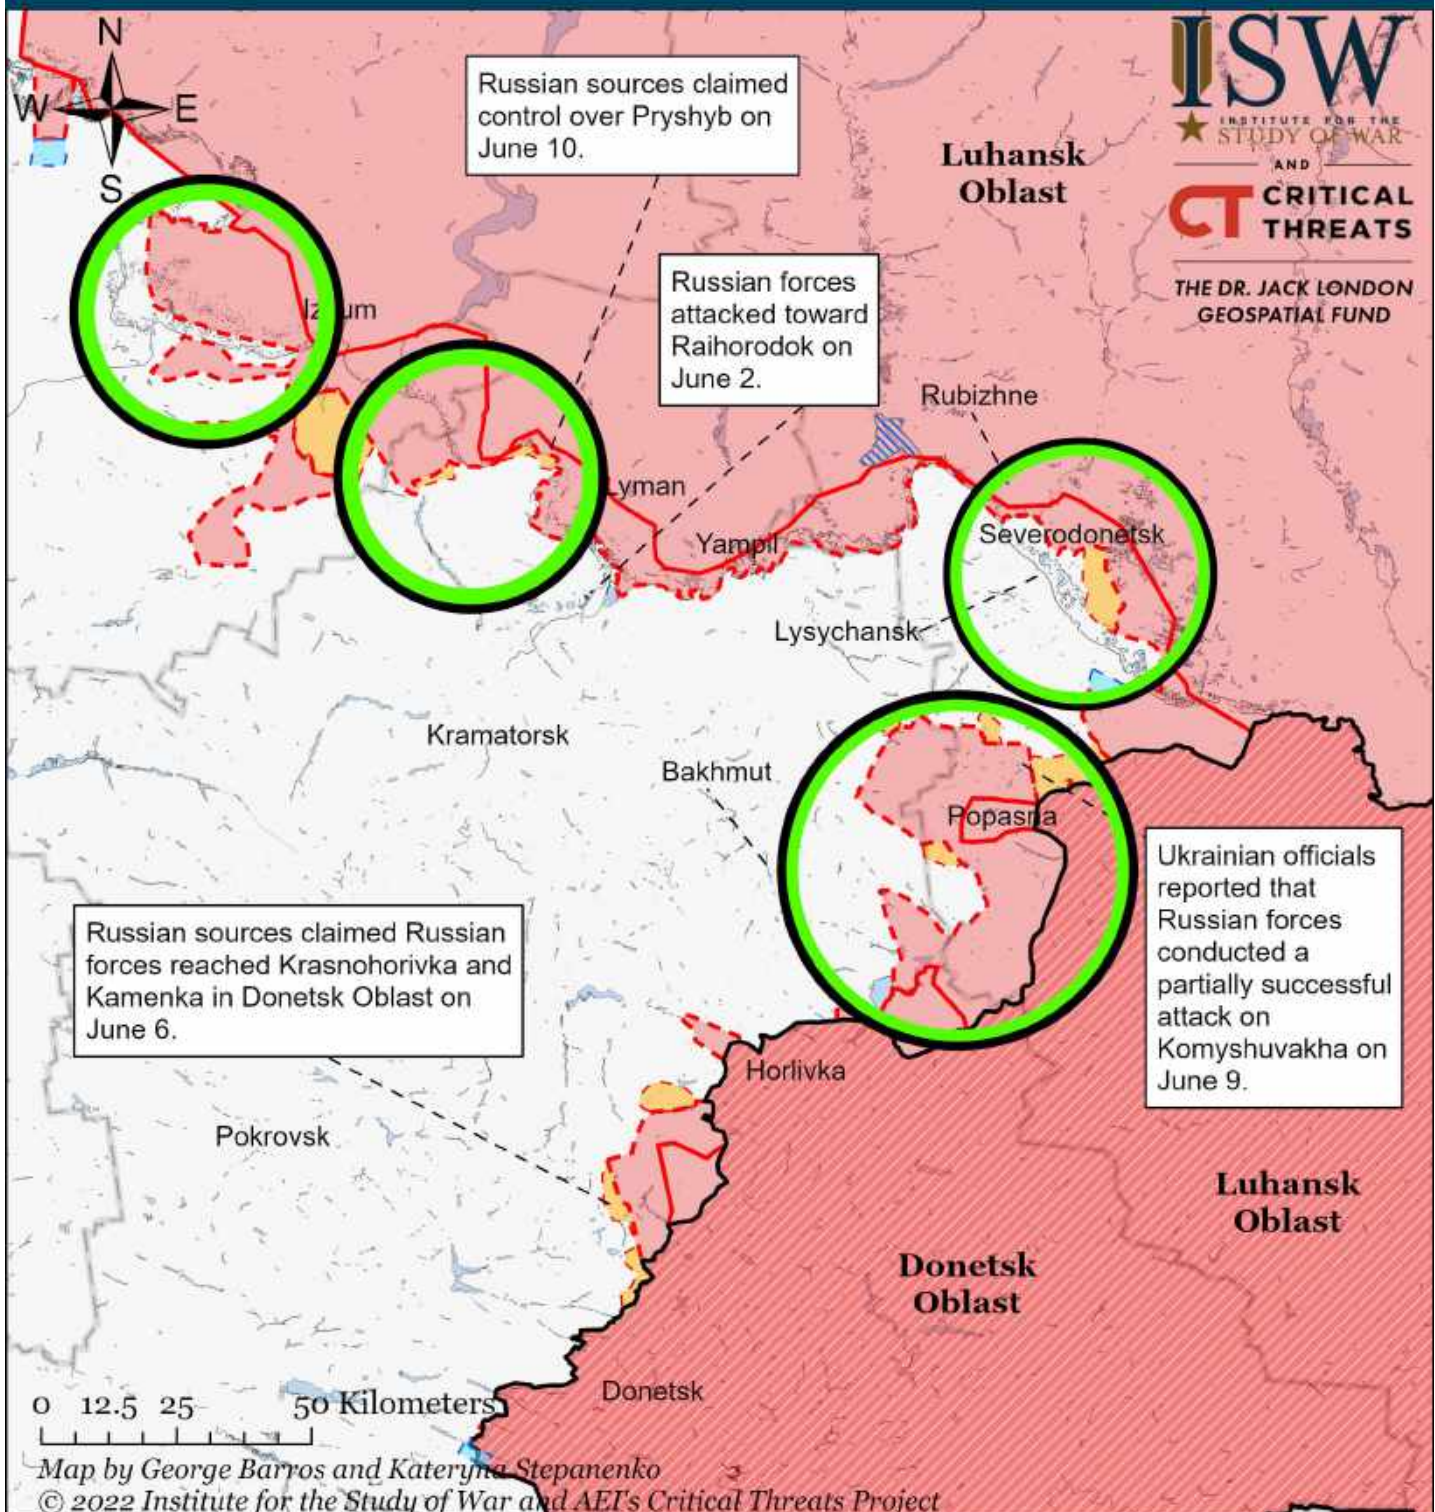 N
W
E
S
ISW
INSTITUTE FOR THE
STUDY OF WAR
AND
CT CRITICAL
THREATS
THE DR. JACK LONDON
GEOSPATIAL FUND
Russian sources claimed
control over Pryshyb on
June 10.
Luhansk
Oblast
Russian forces
attacked toward
Raihorodok on
June 2.
Izyum
Rubizhne
Lyman
Yampil
Severodonetsk
Lysychansk
Kramatorsk
Bakhmut
Popasna
Ukrainian officials
reported that
Russian forces
conducted a
partially successful
attack on
Komyshuvakha on
June 9.
Russian sources claimed Russian
forces reached Krasnohorivka and
Kamenka in Donetsk Oblast on
June 6.
Horlivka
Pokrovsk
Luhansk
Oblast
Donetsk
Oblast
Donetsk
0 12.5 25 50 Kilometers
Map by George Barros and Kateryna Stepanenko
© 2022 Institute for the Study of War and AEI's Critical Threats Project